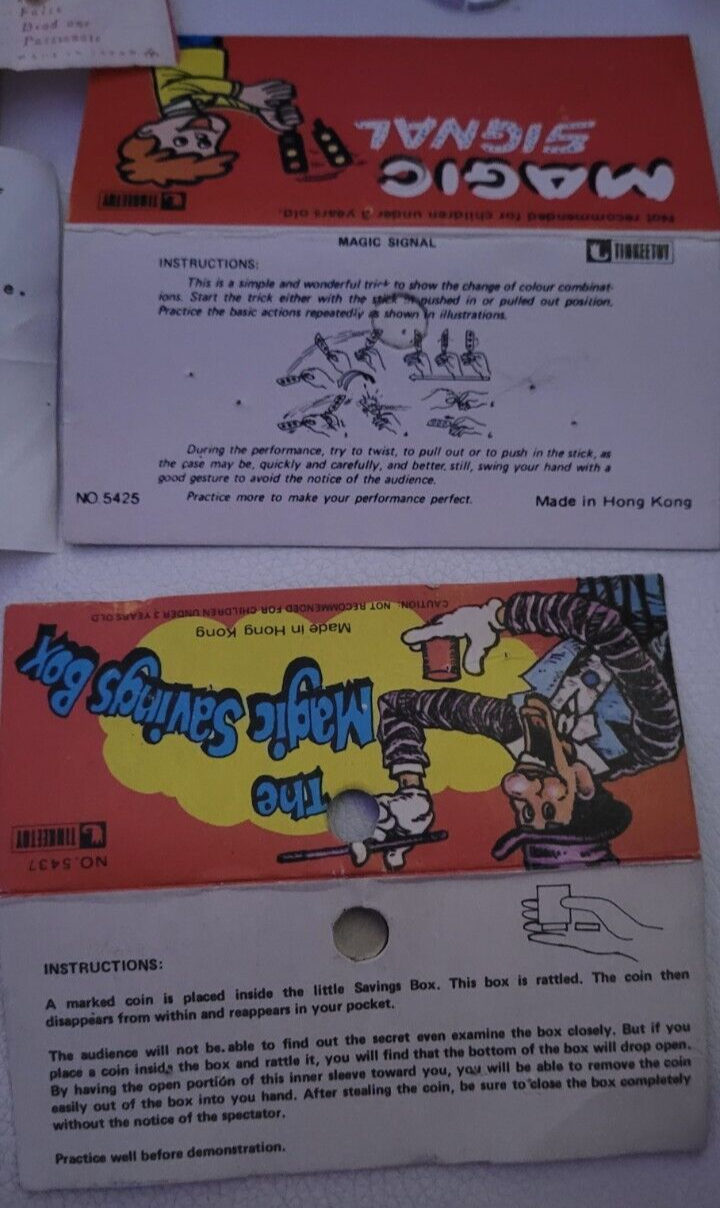 False
Dead one
Passionate
MAGIC
SIGNAL
Not recommended for children under 3 years old.
TINGEETOY
MAGIC SIGNAL
TINGEETOY
INSTRUCTIONS:
This is a simple and wonderful trick to show the change of colour combinat-
ions. Start the trick either with the stick in pushed in or pulled out position.
Practice the basic actions repeatedly as shown in illustrations.
During the performance, try to twist, to pull out or to push in the stick, as
the case may be, quickly and carefully, and better still, swing your hand with a
good gesture to avoid the notice of the audience.
Practice more to make your performance perfect.
NO. 5425
Made in Hong Kong
e.
NO.5437
TINGEETOY
The
Magic Savings Box
Made in Hong Kong
CAUTION: NOT RECOMMENDED FOR CHILDREN UNDER 3 YEARS OLD
INSTRUCTIONS:
A marked coin is placed inside the little Savings Box. This box is rattled. The coin then
disappears from within and reappears in your pocket.
The audience will not be able to find out the secret even examine the box closely. But if you
place a coin inside the box and rattle it, you will find that the bottom of the box will drop open.
By having the open portion of this inner sleeve toward you, you will be able to remove the coin
easily out of the box into you hand. After stealing the coin, be sure to close the box completely
without the notice of the spectator.
Practice well before demonstration.